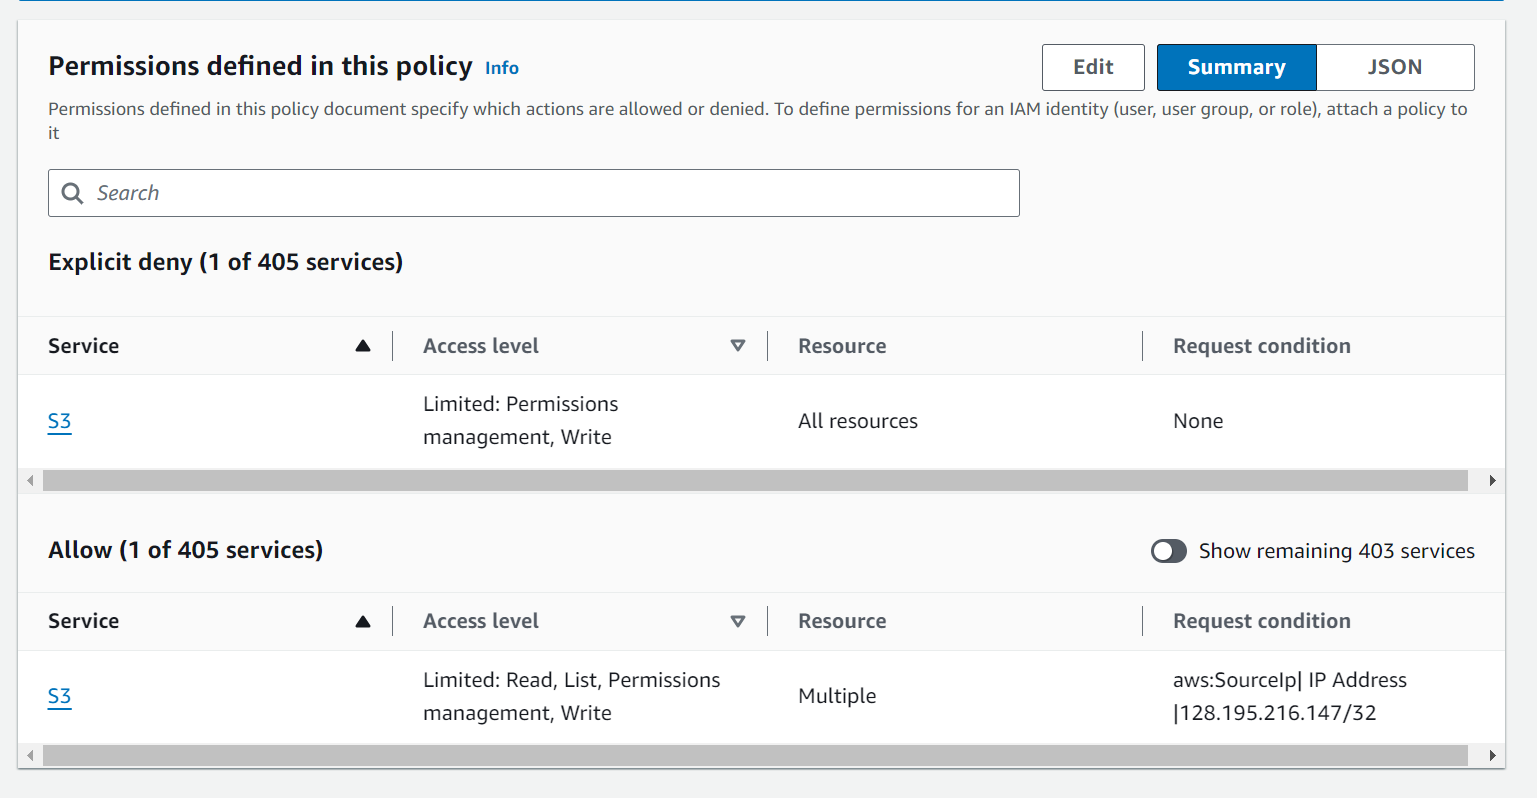 Permissions defined in this policy Info
Edit Summary JSON
Permissions defined in this policy document specify which actions are allowed or denied. To define permissions for an IAM identity (user, user group, or role), attach a policy to
it
Search
Explicit deny (1 of 405 services)
Service Access level Resource Request condition
S3 Limited: Permissions
management, Write All resources None
Allow (1 of 405 services)
Show remaining 403 services
Service Access level Resource Request condition
S3 Limited: Read, List, Permissions
management, Write Multiple aws:SourceIp| IP Address
|128.195.216.147/32